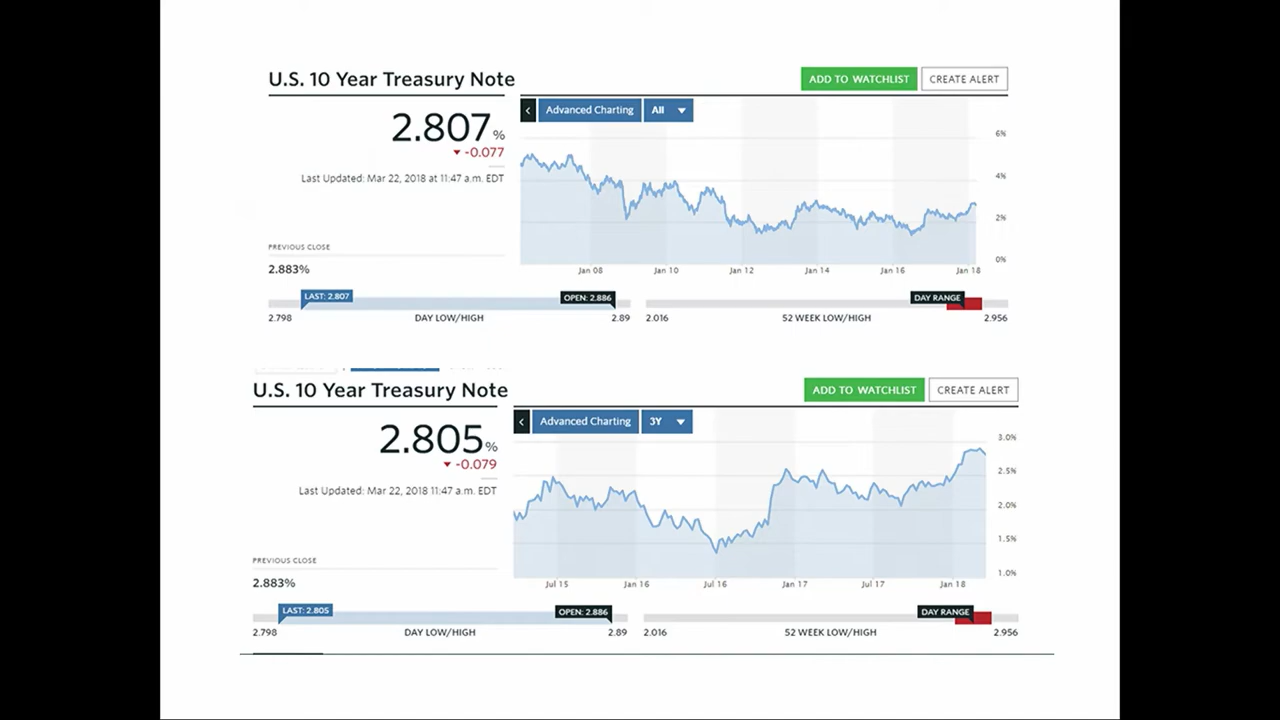 U.S. 10 Year Treasury Note
ADD TO WATCHLIST CREATE ALERT
2.807 %
-0.077
Last Updated: Mar 22, 2018 at 11:47 a.m. EDT
PREVIOUS CLOSE
2.883%
< Advanced Charting All
6%
4%
2%
0%
Jan 08 Jan 10 Jan 12 Jan 14 Jan 16 Jan 18
LAST: 2.807 OPEN: 2.886
2.798 DAY LOW/HIGH 2.89
DAY RANGE
2.016 52 WEEK LOW/HIGH 2.956
U.S. 10 Year Treasury Note
ADD TO WATCHLIST CREATE ALERT
2.805 %
-0.079
Last Updated: Mar 22, 2018 11:47 a.m. EDT
PREVIOUS CLOSE
2.883%
< Advanced Charting 3Y
3.0%
2.5%
2.0%
1.5%
1.0%
Jul 15 Jan 16 Jul 16 Jan 17 Jul 17 Jan 18
LAST: 2.805 OPEN: 2.886
2.798 DAY LOW/HIGH 2.89
DAY RANGE
2.016 52 WEEK LOW/HIGH 2.956